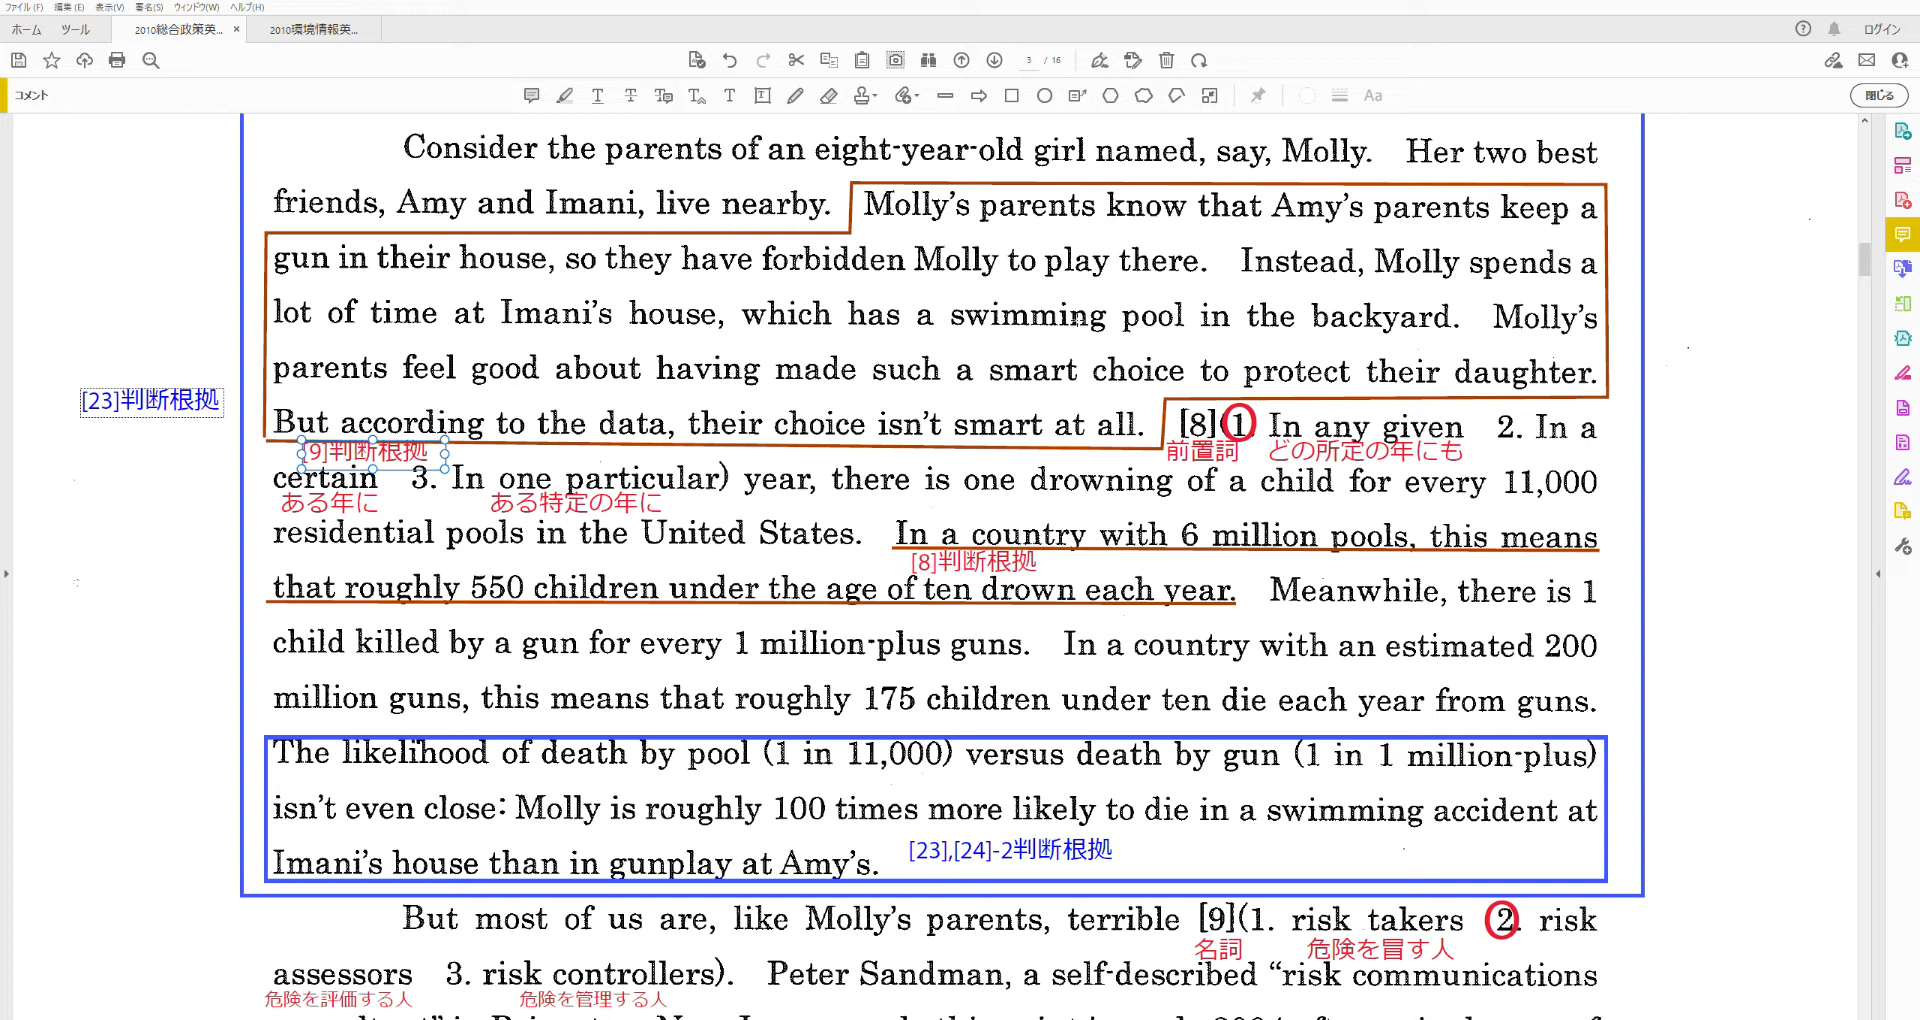 ファイル(F) 編集(E) 表示(V) 署名(S) ウィンドウ(W) ヘルプ(H)
ホーム ツール 2010総合政策英... × 2010環境情報英... ログイン
3 / 16
コメント Aa 閉じる
Consider the parents of an eight-year-old girl named, say, Molly. Her two best
friends, Amy and Imani, live nearby. Molly's parents know that Amy's parents keep a
gun in their house, so they have forbidden Molly to play there. Instead, Molly spends a
lot of time at Imani's house, which has a swimming pool in the backyard. Molly's
parents feel good about having made such a smart choice to protect their daughter.
[23]判断根拠
But according to the data, their choice isn't smart at all. [8](1. In any given 2. In a
[9]判断根拠 前置詞 どの所定の年にも
certain 3. In one particular) year, there is one drowning of a child for every 11,000
ある年に ある特定の年に
residential pools in the United States. In a country with 6 million pools, this means
[8]判断根拠
that roughly 550 children under the age of ten drown each year. Meanwhile, there is 1
child killed by a gun for every 1 million-plus guns. In a country with an estimated 200
million guns, this means that roughly 175 children under ten die each year from guns.
The likelihood of death by pool (1 in 11,000) versus death by gun (1 in 1 million-plus)
isn't even close: Molly is roughly 100 times more likely to die in a swimming accident at
Imani's house than in gunplay at Amy's. [23],[24]-2判断根拠
But most of us are, like Molly's parents, terrible [9](1. risk takers 2. risk
名詞 危険を冒す人
assessors 3. risk controllers). Peter Sandman, a self-described “risk communications
危険を評価する人 危険を管理する人